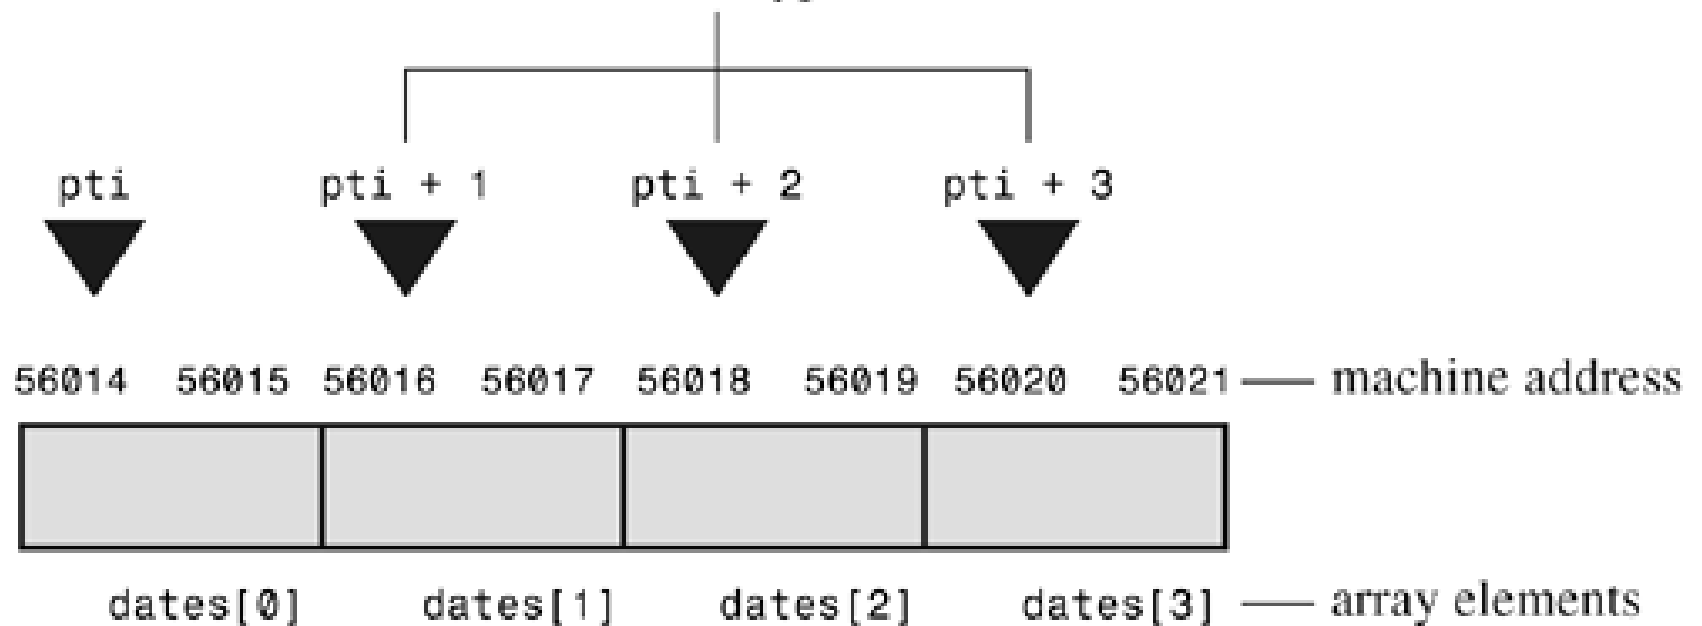 pti pti + 1 pti + 2 pti + 3
56014 56015 56016 56017 56018 56019 56020 56021 machine address
dates[0] dates[1] dates[2] dates[3] array elements